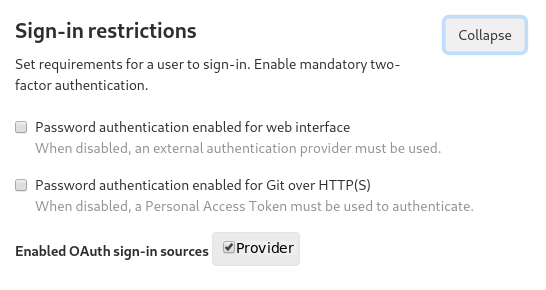 Sign-in restrictions
Collapse
Set requirements for a user to sign-in. Enable mandatory two-
factor authentication.
Password authentication enabled for web interface
When disabled, an external authentication provider must be used.
Password authentication enabled for Git over HTTP(S)
When disabled, a Personal Access Token must be used to authenticate.
Enabled OAuth sign-in sources Provider